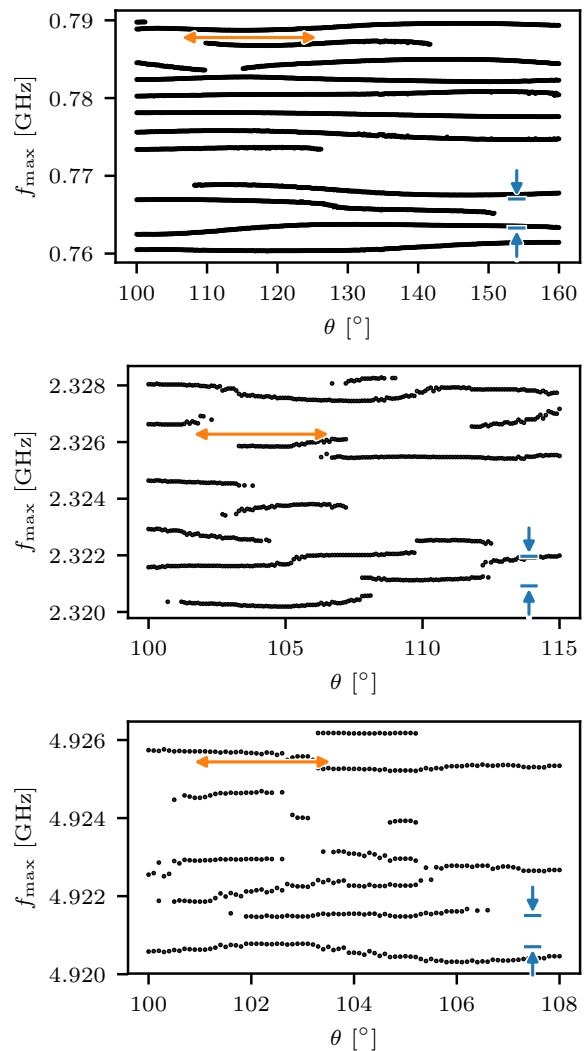 0.79
0.78
0.77
0.76
f_max [GHz]
100 110 120 130 140 150 160
θ [°]
2.328
2.326
2.324
2.322
2.320
f_max [GHz]
100 105 110 115
θ [°]
4.926
4.924
4.922
4.920
f_max [GHz]
100 102 104 106 108
θ [°]